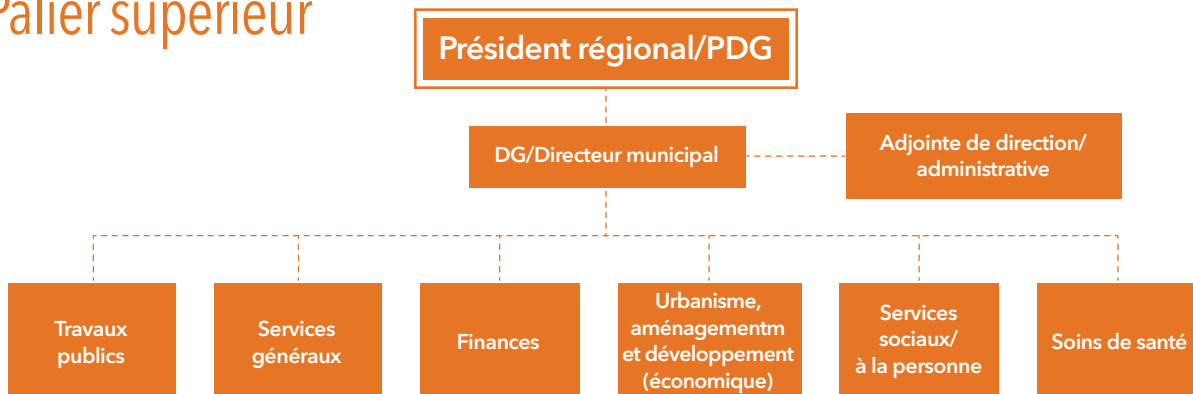 Palier supérieur
Président régional/PDG
DG/Directeur municipal
Adjointe de direction/
administrative
Travaux
publics
Services
généraux
Finances
Urbanisme,
aménagementm
et développement
(économique)
Services
sociaux/
à la personne
Soins de santé